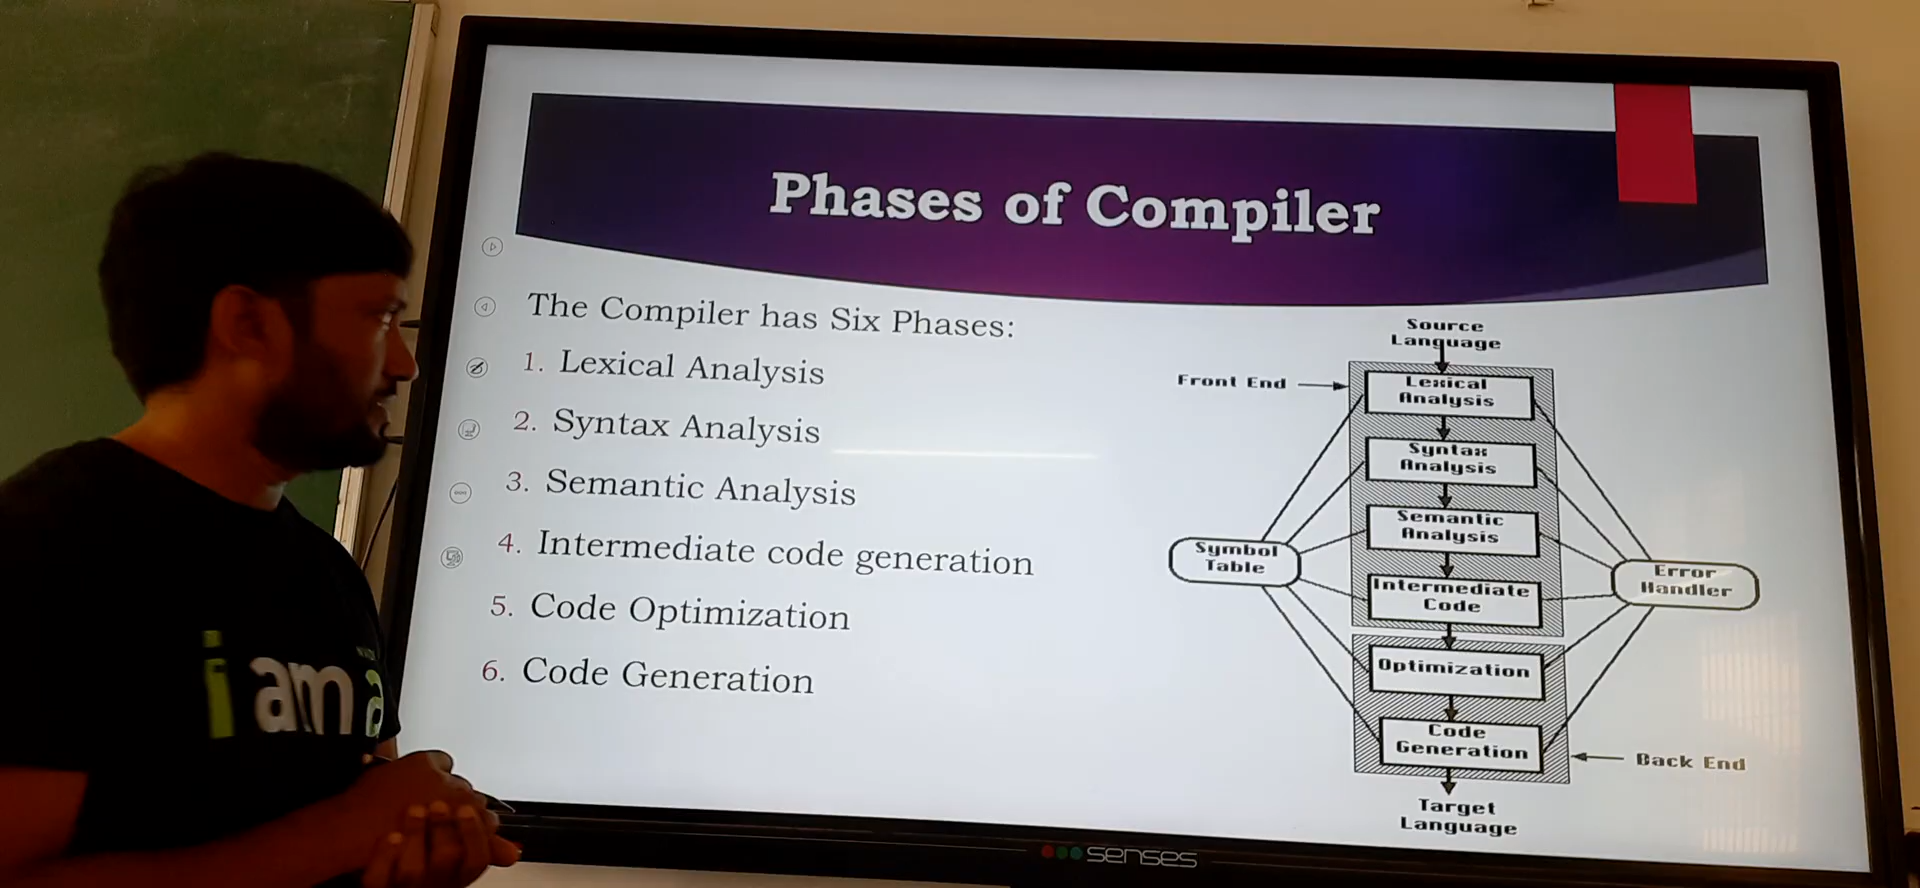 Phases of Compiler
The Compiler has Six Phases:
1. Lexical Analysis
2. Syntax Analysis
3. Semantic Analysis
4. Intermediate code generation
5. Code Optimization
6. Code Generation
Source
Language
Front End
Lexical
Analysis
Syntax
Analysis
Semantic
Analysis
Symbol
Table
Intermediate
Code
Error
Handler
Optimization
Code
Generation
Back End
Target
Language
senses
i am a